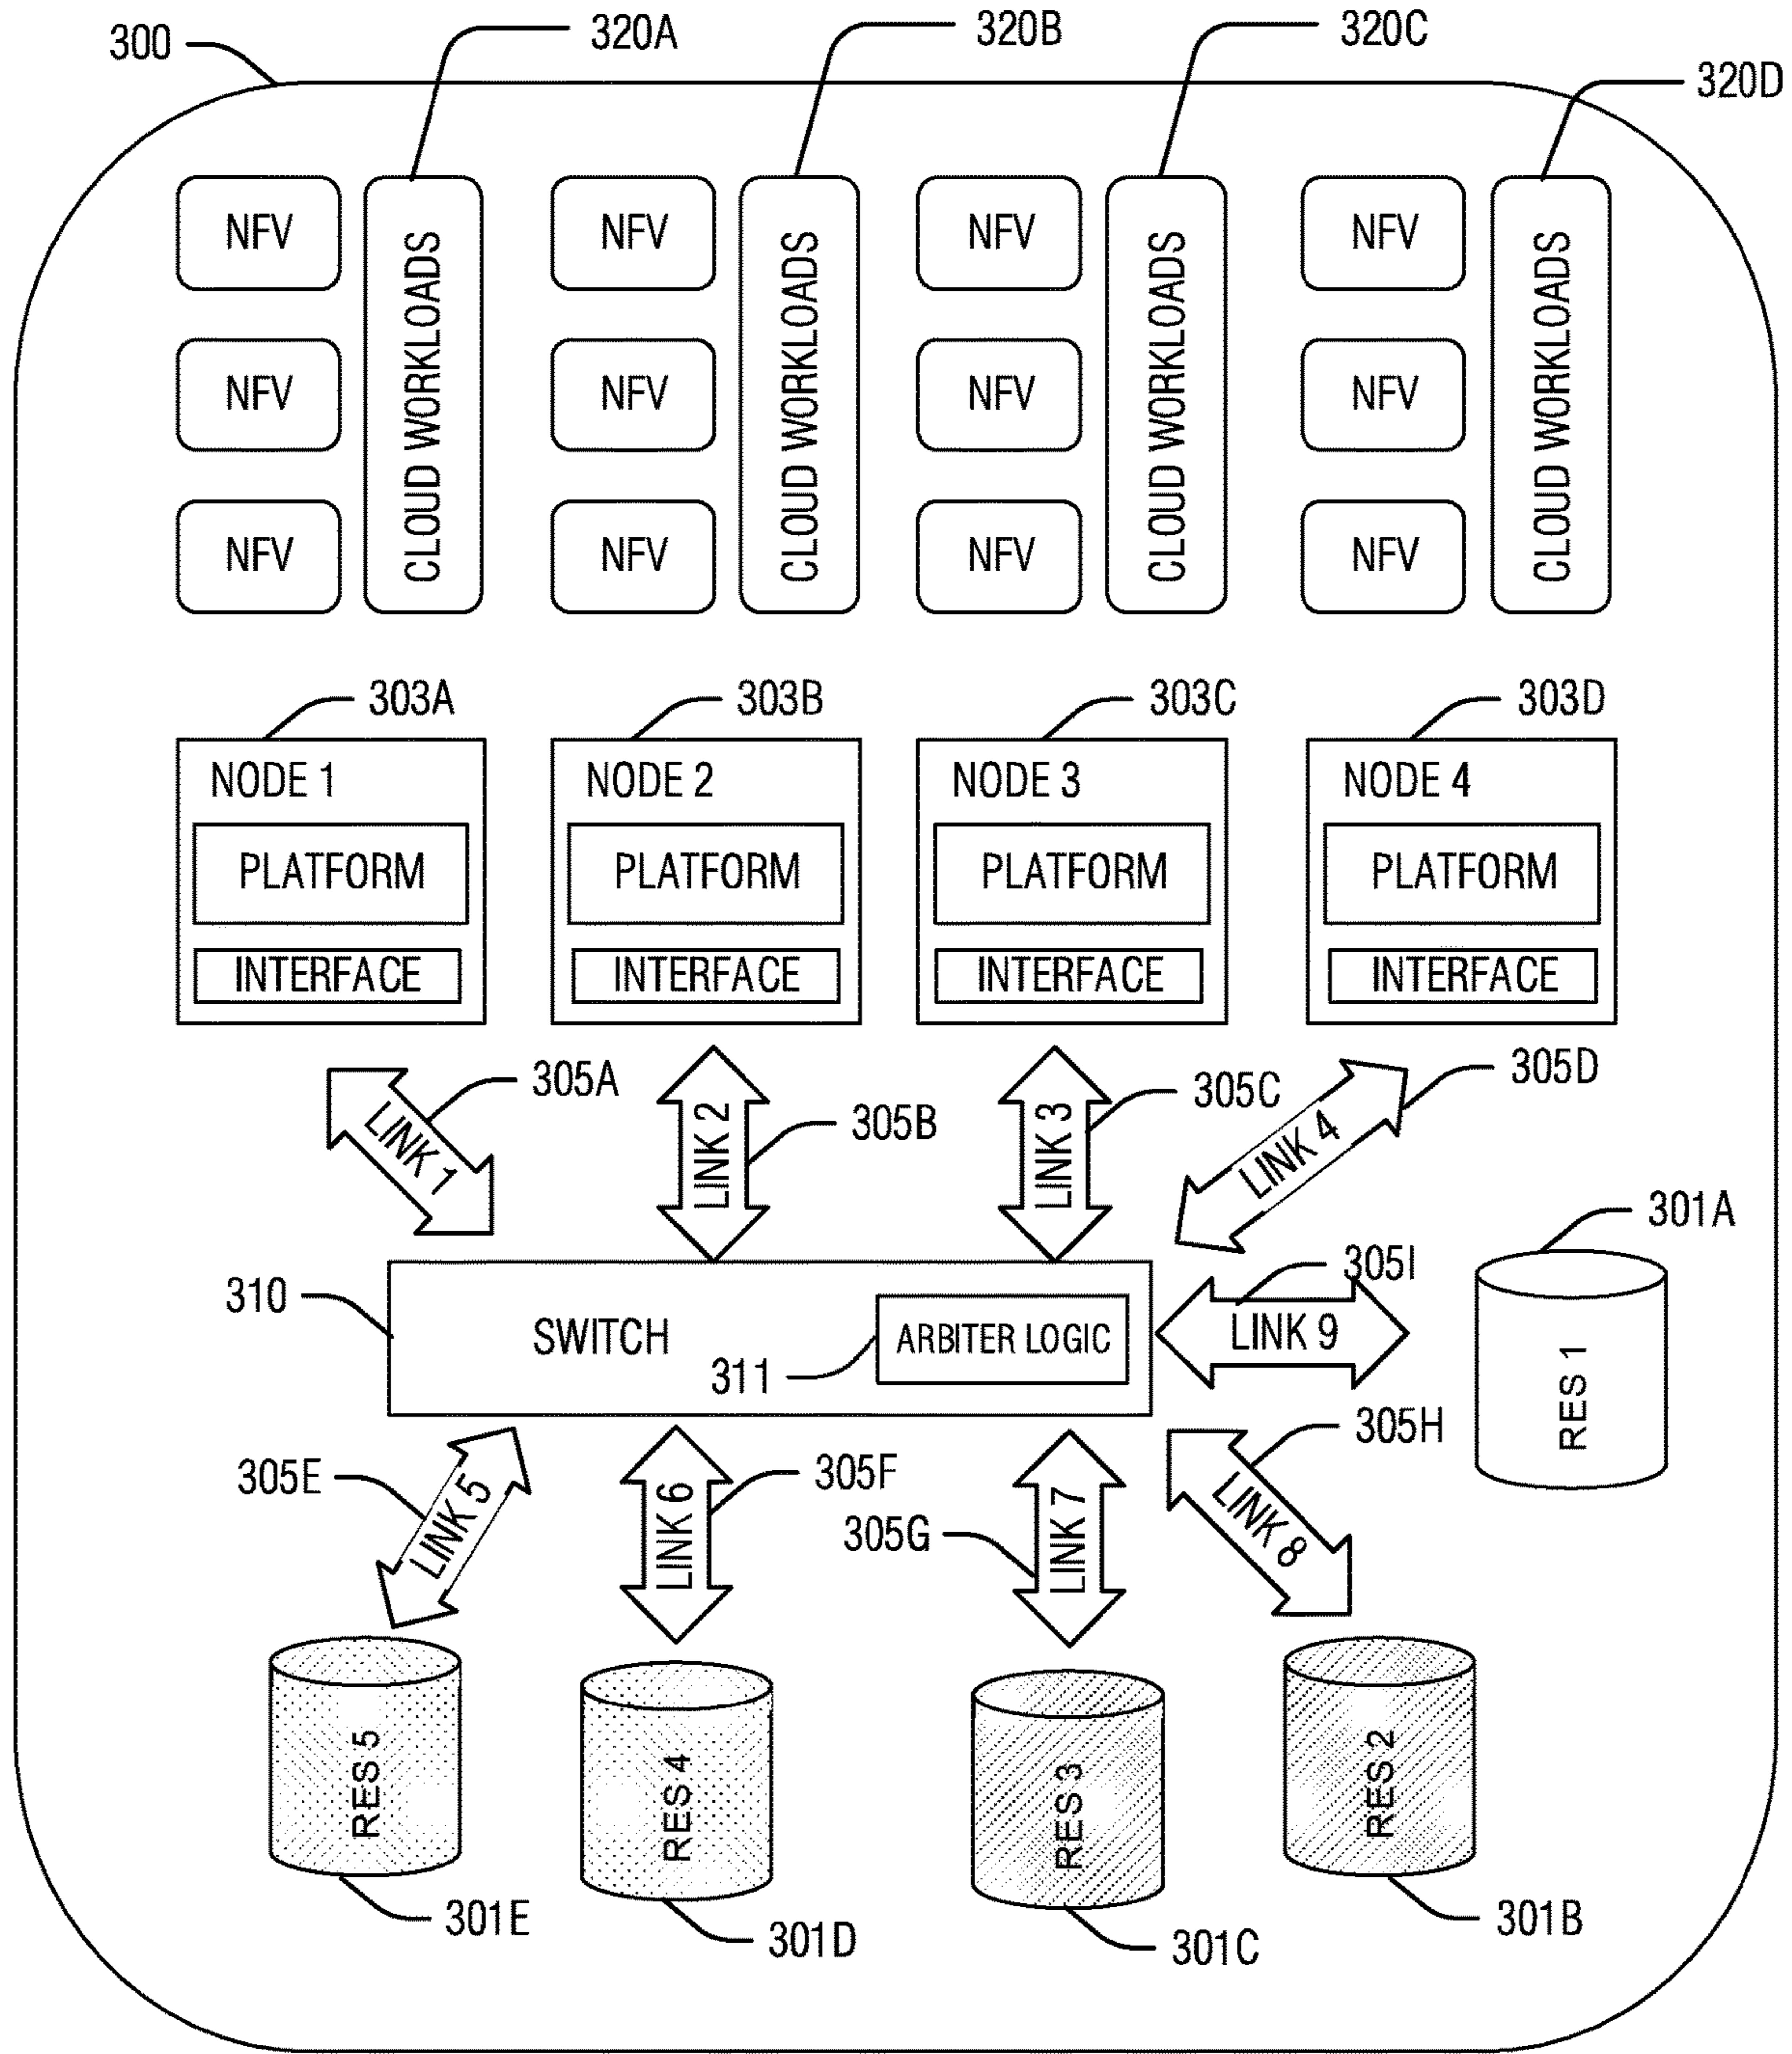 300
320A
320B
320C
320D
NFV
NFV
NFV
CLOUD WORKLOADS
NFV
NFV
NFV
CLOUD WORKLOADS
NFV
NFV
NFV
CLOUD WORKLOADS
NFV
NFV
NFV
CLOUD WORKLOADS
303A
303B
303C
303D
NODE 1
PLATFORM
INTERFACE
NODE 2
PLATFORM
INTERFACE
NODE 3
PLATFORM
INTERFACE
NODE 4
PLATFORM
INTERFACE
LINK 1
305A
LINK 2
305B
LINK 3
305C
LINK 4
305D
310
SWITCH
311
ARBITER LOGIC
305I
LINK 9
301A
RES 1
305E
LINK 5
LINK 6
305F
305G
LINK 7
LINK 8
305H
RES 5
RES 4
RES 3
RES 2
301E
301D
301C
301B